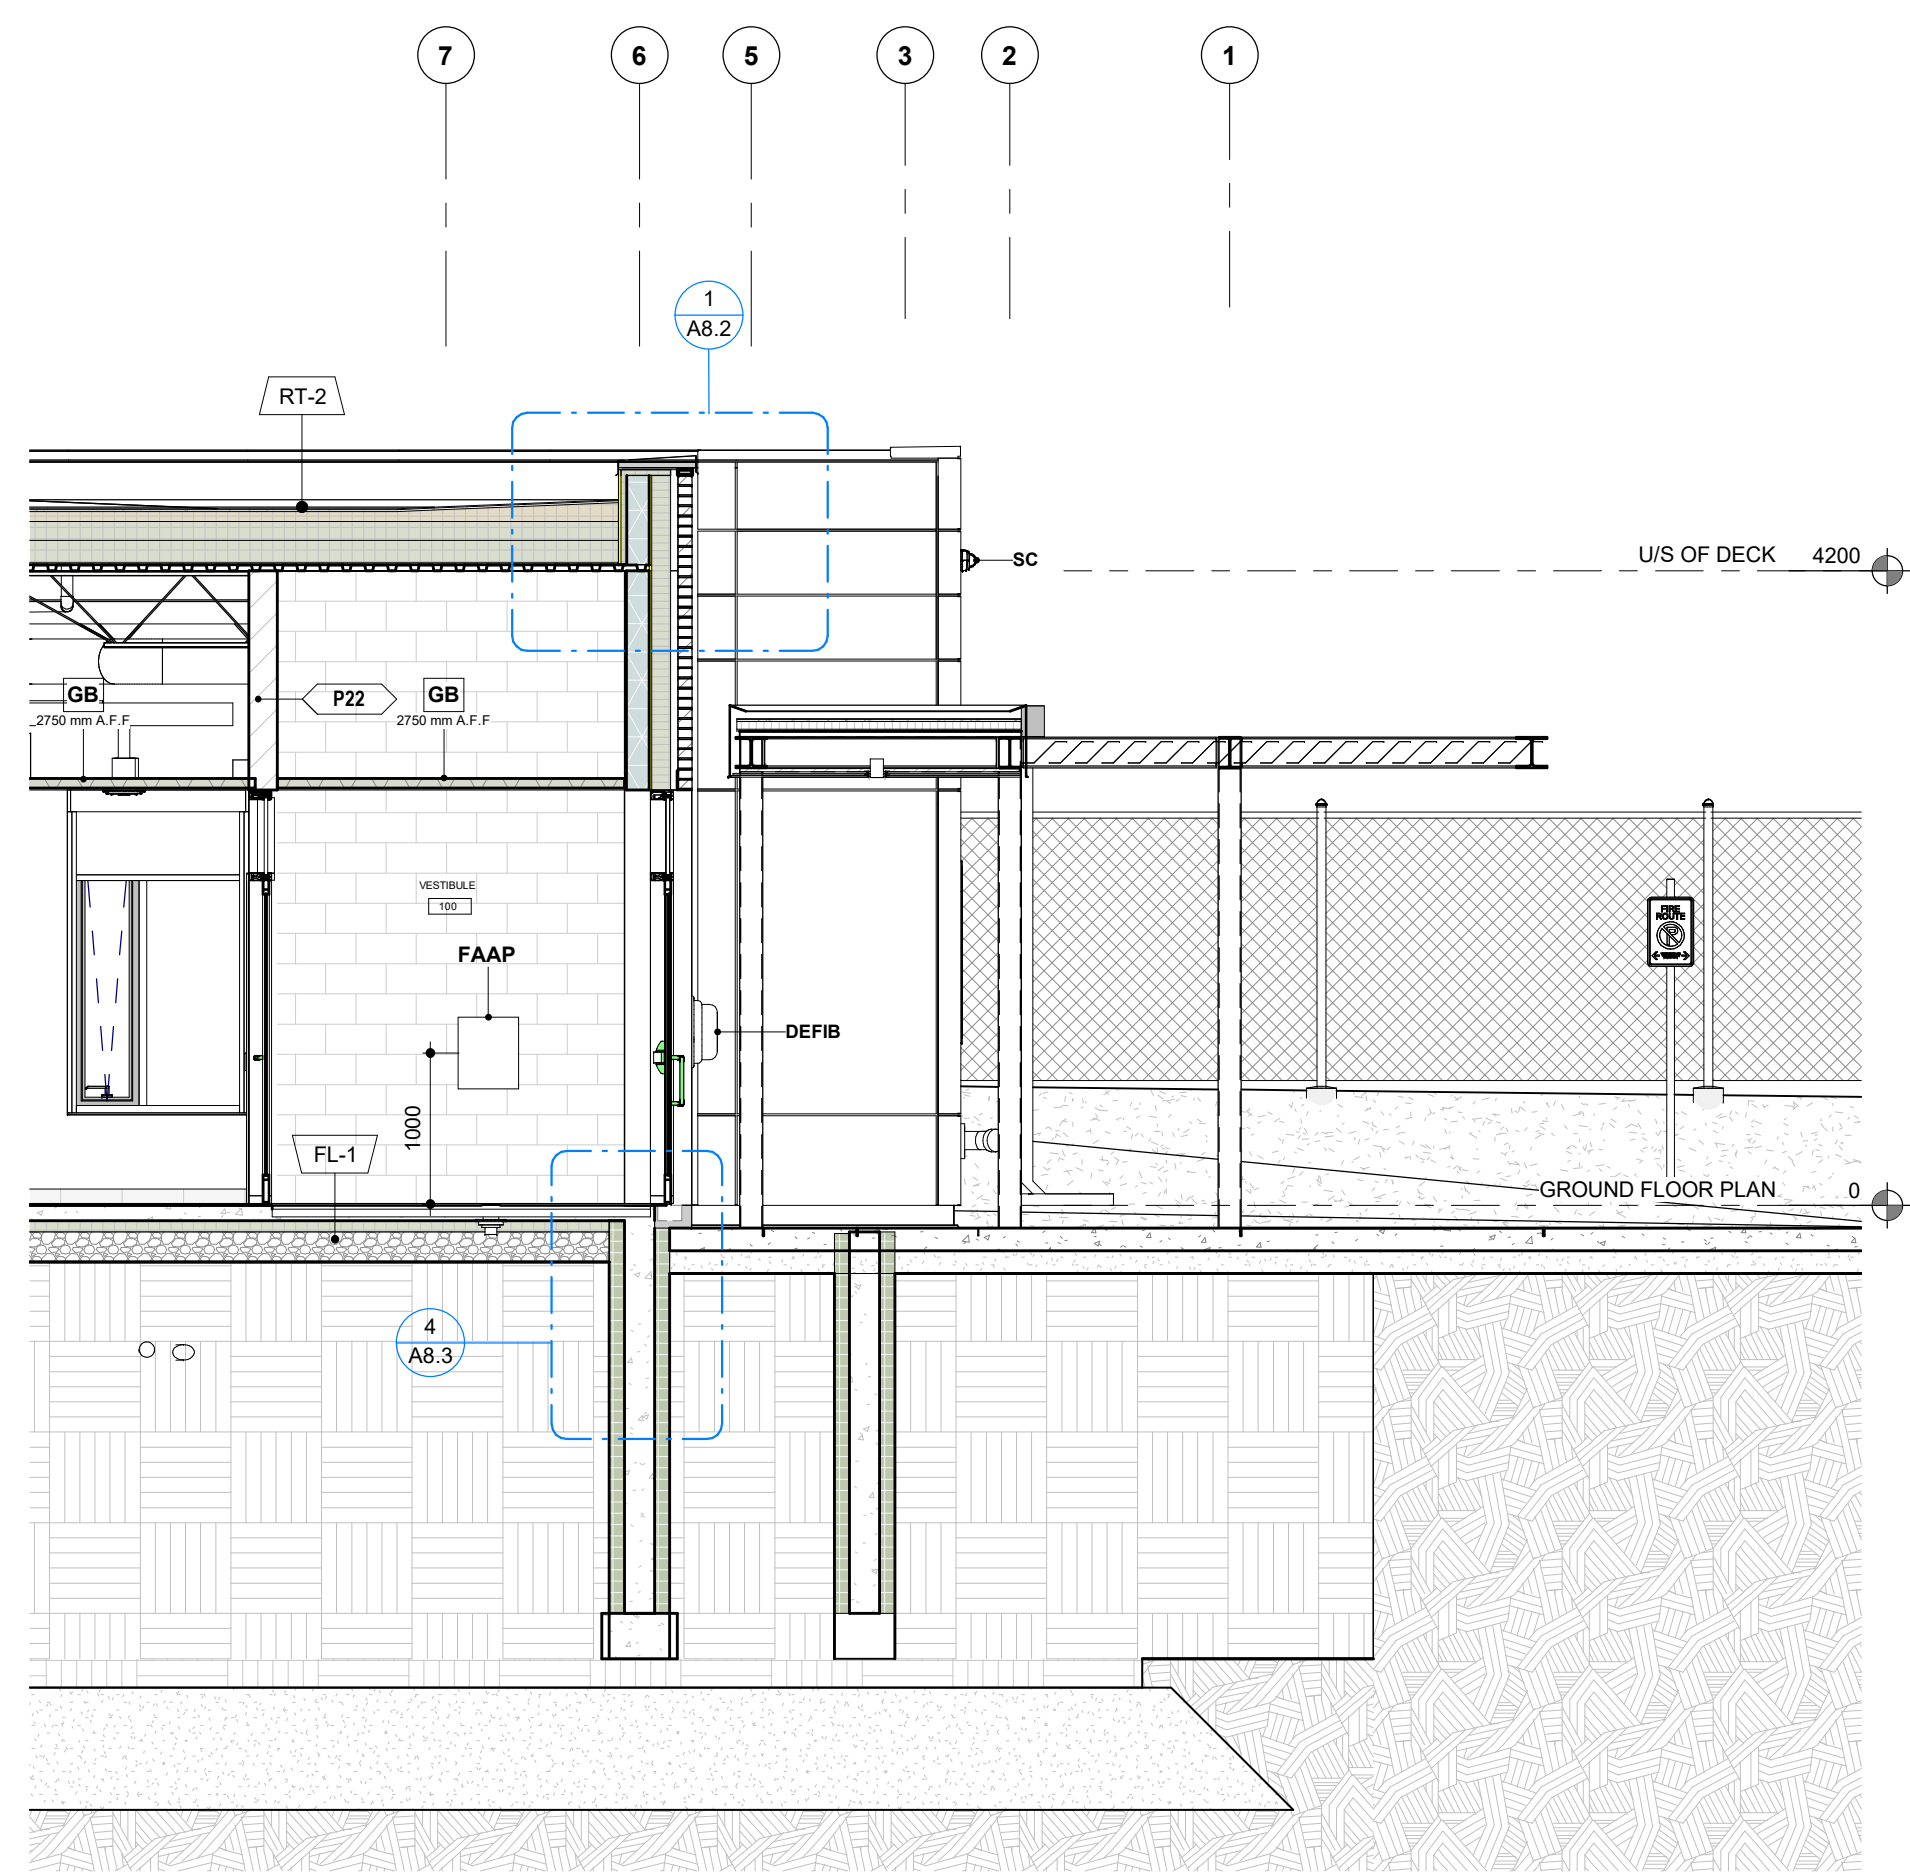 7 6 5 3 2 1
1
A8.2
RT-2
SC
U/S OF DECK 4200
GB
2750 mm A.F.F
P22
GB
2750 mm A.F.F
VESTIBULE
100
FIRE
ROUTE
P
FAAP
DEFIB
1000
FL-1
GROUND FLOOR PLAN 0
4
A8.3